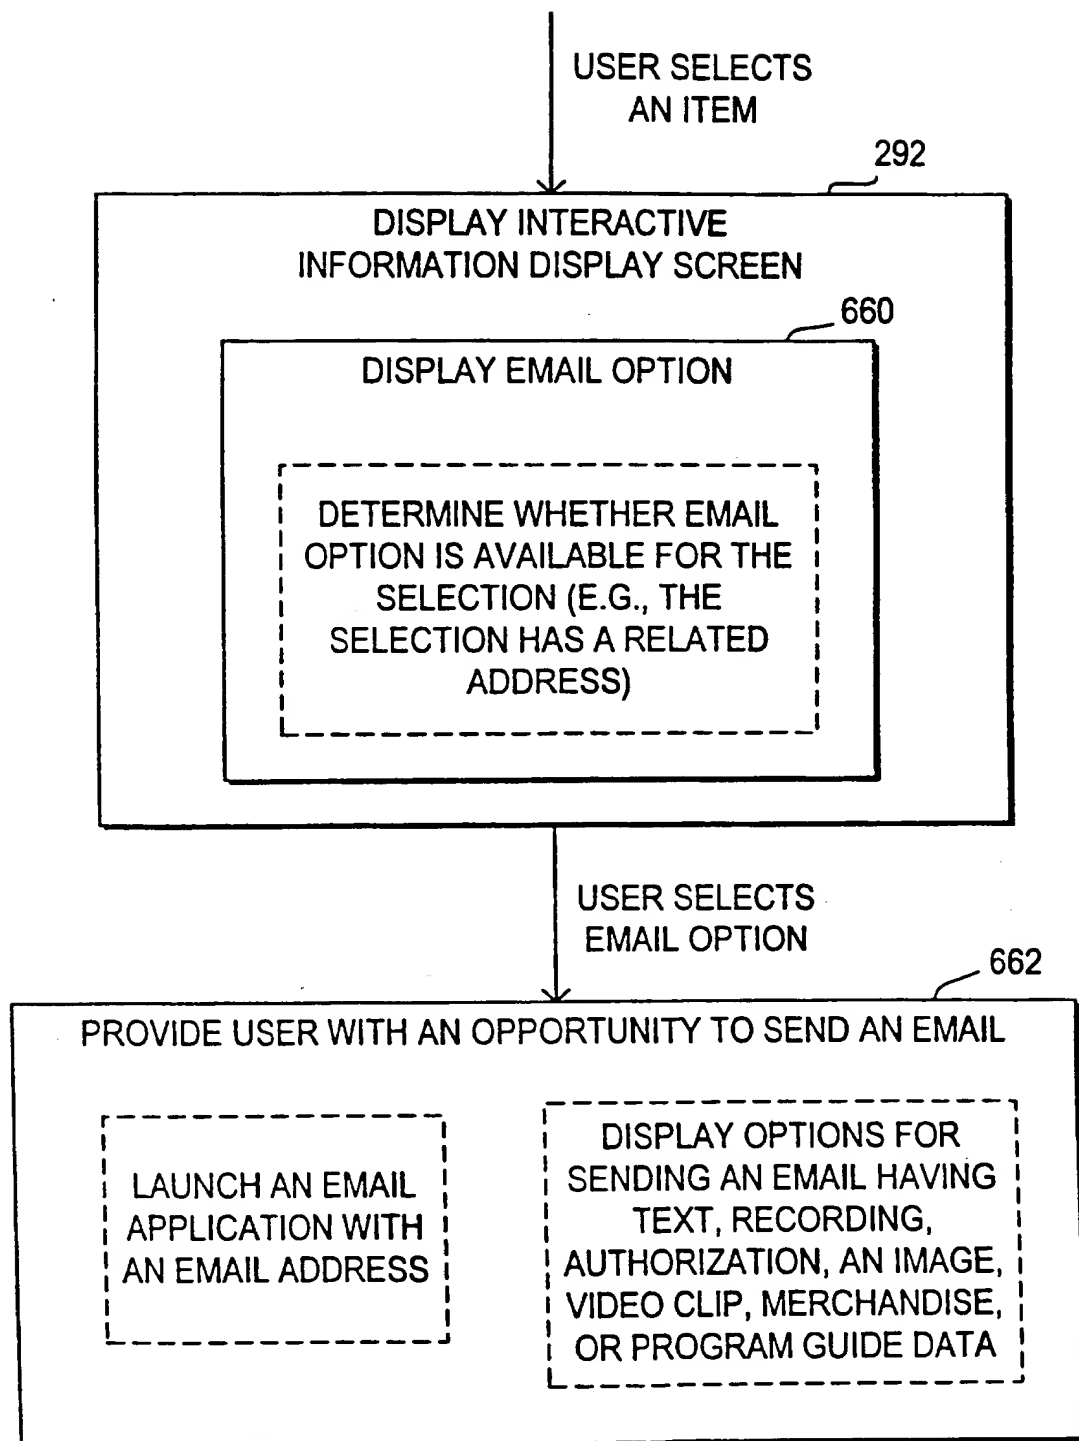 USER SELECTS
AN ITEM
292
DISPLAY INTERACTIVE
INFORMATION DISPLAY SCREEN
660
DISPLAY EMAIL OPTION
DETERMINE WHETHER EMAIL
OPTION IS AVAILABLE FOR THE
SELECTION (E.G., THE
SELECTION HAS A RELATED
ADDRESS)
USER SELECTS
EMAIL OPTION
662
PROVIDE USER WITH AN OPPORTUNITY TO SEND AN EMAIL
LAUNCH AN EMAIL
APPLICATION WITH
AN EMAIL ADDRESS
DISPLAY OPTIONS FOR
SENDING AN EMAIL HAVING
TEXT, RECORDING,
AUTHORIZATION, AN IMAGE,
VIDEO CLIP, MERCHANDISE,
OR PROGRAM GUIDE DATA